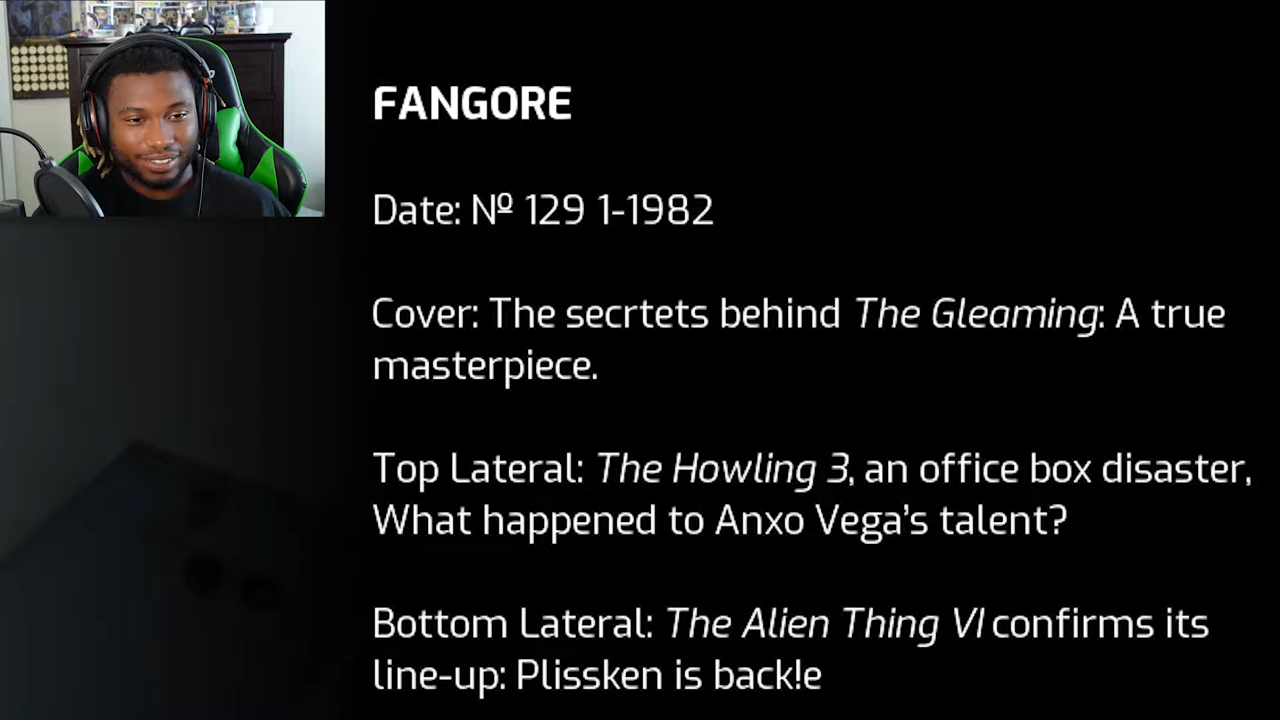 FANGORE
Date: Nº 129 1-1982
Cover: The secrtets behind The Gleaming: A true
masterpiece.
Top Lateral: The Howling 3, an office box disaster,
What happened to Anxo Vega's talent?
Bottom Lateral: The Alien Thing VI confirms its
line-up: Plissken is back!e